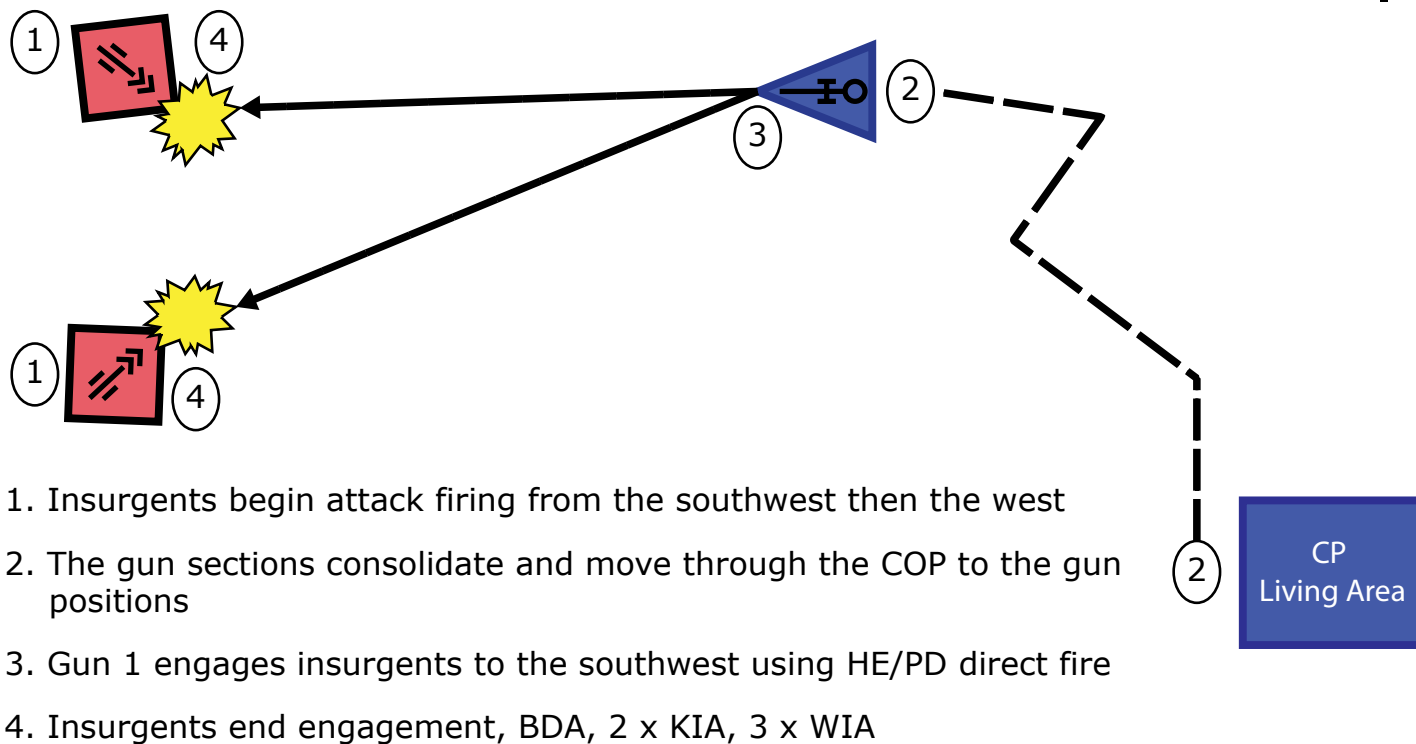 1
4
2
3
1
4
1. Insurgents begin attack firing from the southwest then the west
2. The gun sections consolidate and move through the COP to the gun
positions
2
CP
Living Area
3. Gun 1 engages insurgents to the southwest using HE/PD direct fire
4. Insurgents end engagement, BDA, 2 x KIA, 3 x WIA